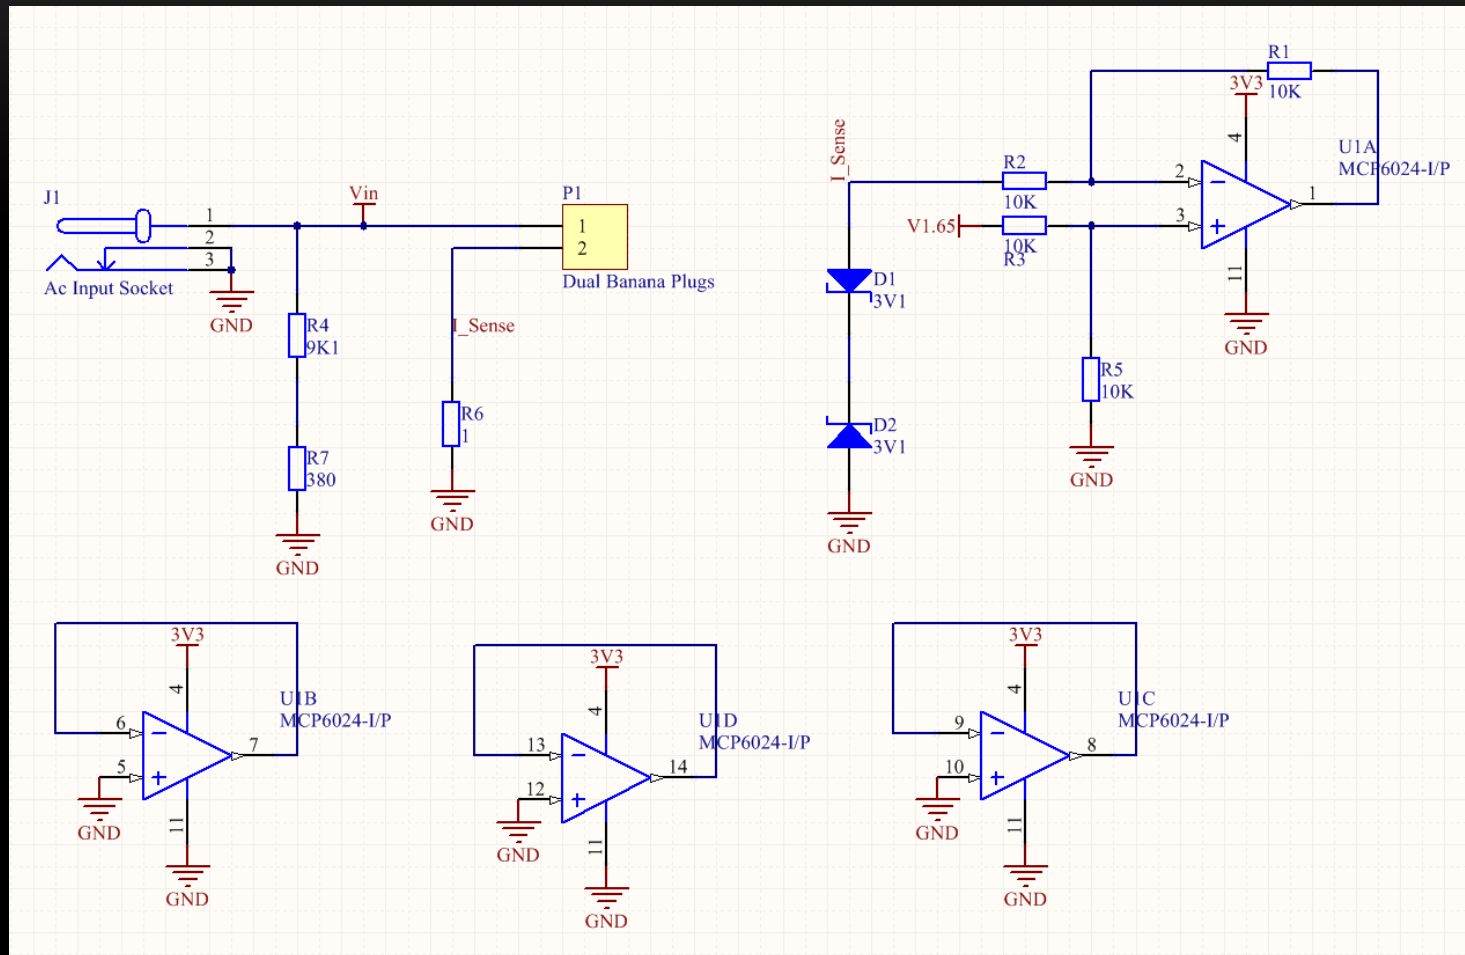 J1
1
2
3
Ac Input Socket
GND
Vin
R4
9K1
R7
380
GND
P1
1
2
Dual Banana Plugs
I_Sense
R6
1
GND
I_Sense
D1
3V1
D2
3V1
GND
R2
10K
V1.65
10K
R3
R5
10K
GND
R1
10K
3V3
4
2
3
1
11
GND
U1A
MCP6024-I/P
3V3
4
6
5
7
11
GND
GND
U1B
MCP6024-I/P
3V3
4
13
12
14
11
GND
GND
U1D
MCP6024-I/P
3V3
4
9
10
8
11
GND
GND
U1C
MCP6024-I/P